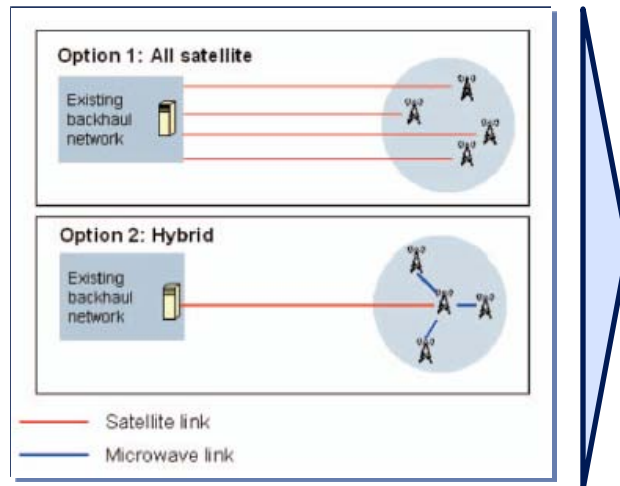 Option 1: All satellite
Existing
backhaul
network
Option 2: Hybrid
Existing
backhaul
network
Satellite link
Microwave link